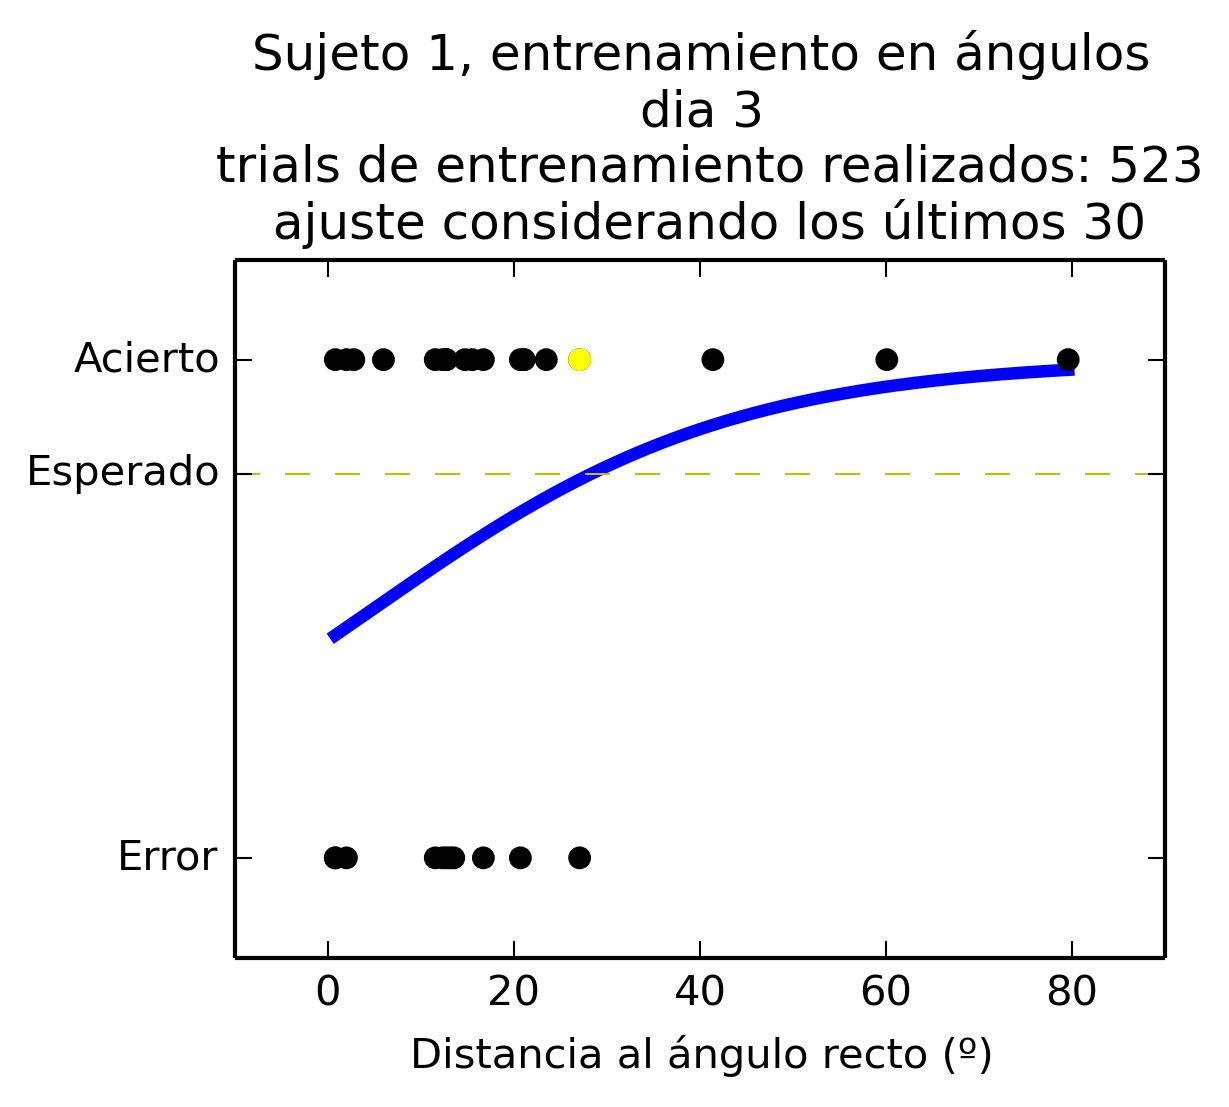 Sujeto 1, entrenamiento en ángulos
dia 3
trials de entrenamiento realizados: 523
ajuste considerando los últimos 30
Acierto
Esperado
Error
0 20 40 60 80
Distancia al ángulo recto (º)